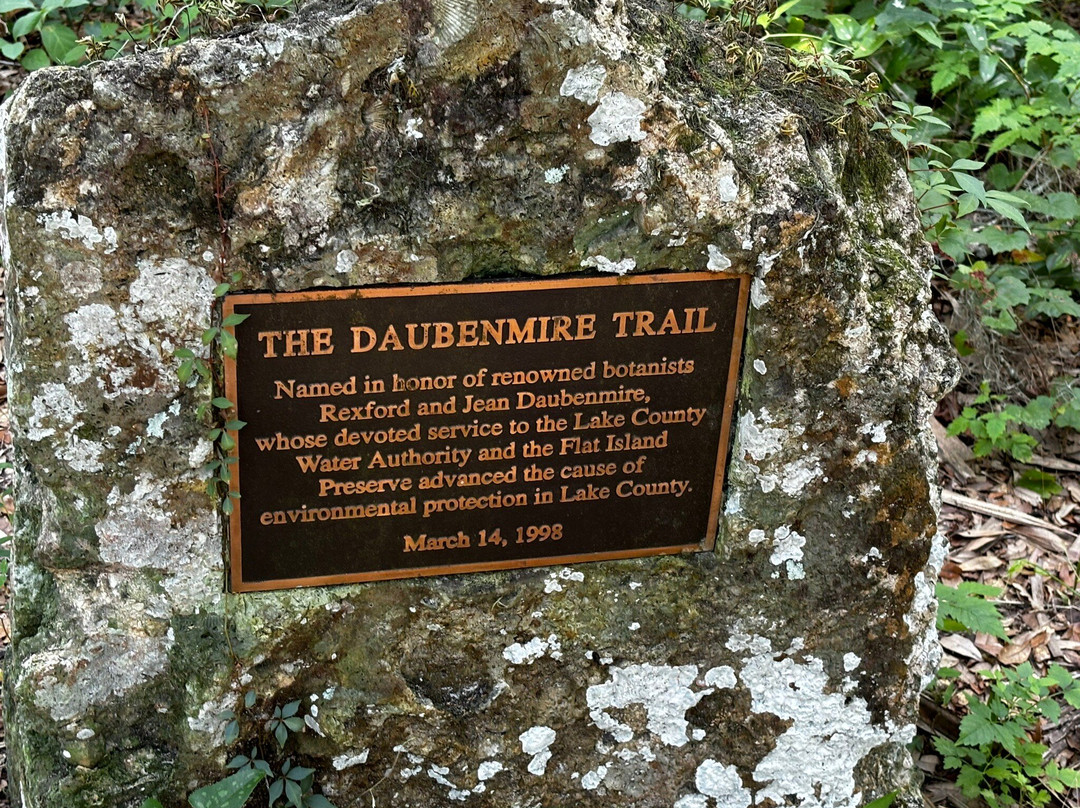 THE DAUBENMIRE TRAIL
Named in honor of renowned botanists
Rexford and Jean Daubenmire,
whose devoted service to the Lake County
Water Authority and the Flat Island
Preserve advanced the cause of
environmental protection in Lake County.
March 14, 1998